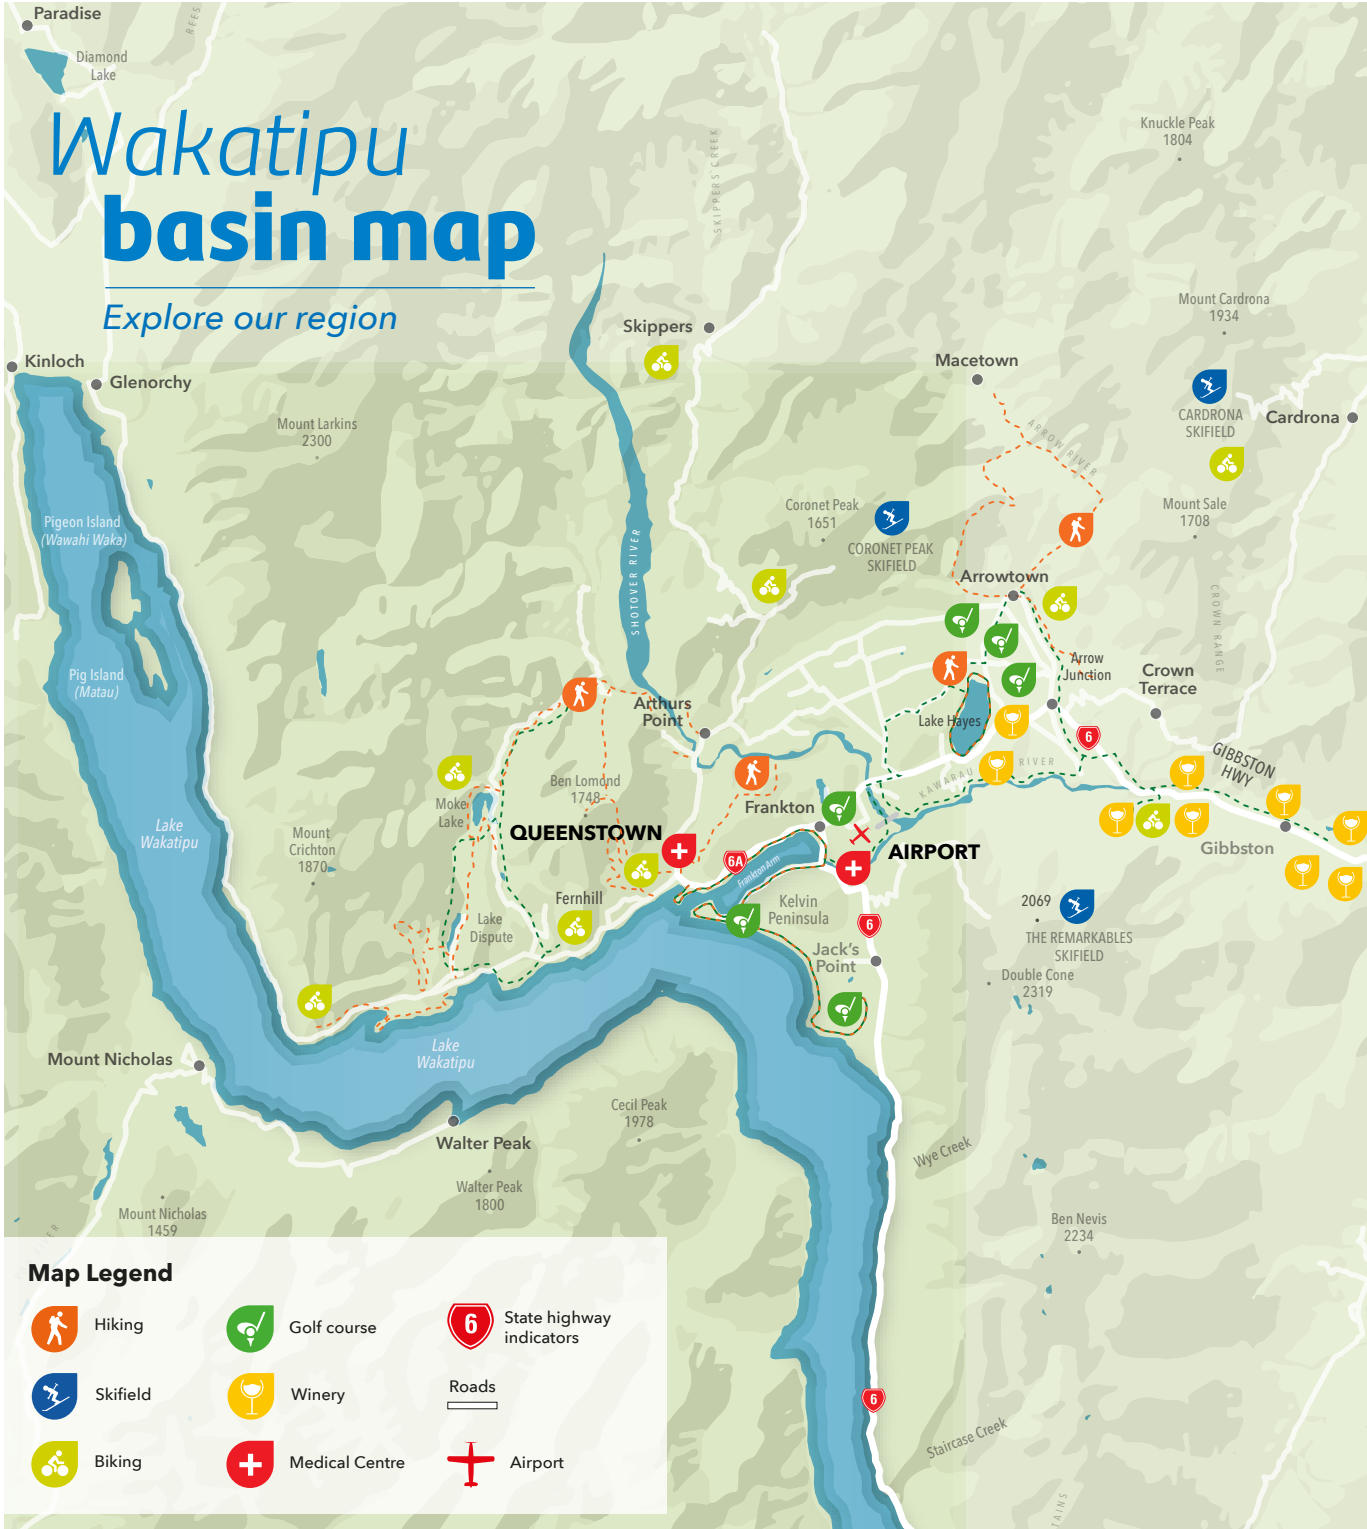 Paradise
REES
Diamond
Lake
Wakatipu
basin map
Explore our region
SKIPPERS CREEK
Knuckle Peak
1804
Mount Cardrona
1934
Skippers
Kinloch
Glenorchy
Macetown
CARDRONA
SKIFIELD
Cardrona
Mount Larkins
2300
ARROW RIVER
Pigeon Island
(Wawahi Waka)
Coronet Peak
1651
CORONET PEAK
SKIFIELD
Mount Sale
1708
SHOTOVER RIVER
Arrowtown
CROWN RANGE
Pig Island
(Matau)
Arrow
Junction
Crown
Terrace
Arthurs
Point
Lake Hayes
6
GIBBSTON
HWY
KAWARAU RIVER
Ben Lomond
1748
Moke
Lake
Frankton
Lake
Wakatipu
Mount
Crichton
1870
QUEENSTOWN
6A
Frankton Arm
AIRPORT
Gibbston
Fernhill
Kelvin
Peninsula
2069
THE REMARKABLES
SKIFIELD
Lake
Dispute
6
Jack's
Point
Double Cone
2319
Lake
Wakatipu
Mount Nicholas
Cecil Peak
1978
Walter Peak
Wye Creek
Walter Peak
1800
Mount Nicholas
1459
IVER
Ben Nevis
2234
Map Legend
Hiking
Golf course
6
State highway
indicators
Skifield
Winery
Roads
Biking
Medical Centre
Airport
6
Staircase Creek
TAINS